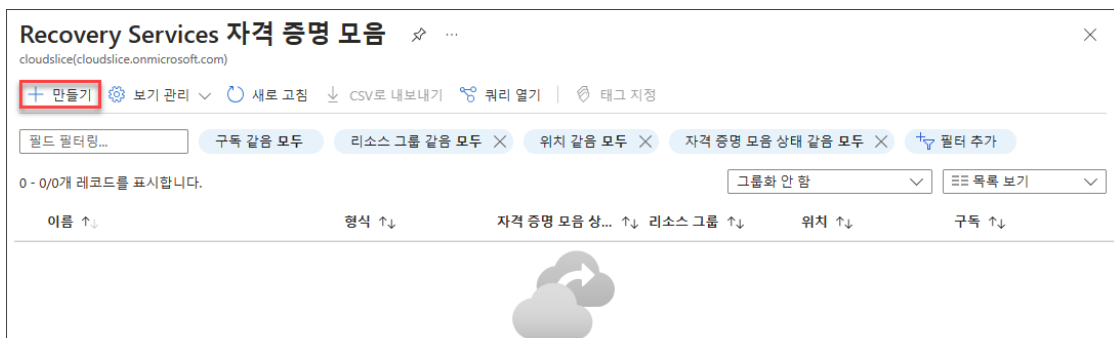 Recovery Services 자격 증명 모음
cloudslice(cloudslice.onmicrosoft.com)
만들기 보기 관리 새로 고침 CSV로 내보내기 쿼리 열기 태그 지정
필드 필터링... 구독 같음 모두 리소스 그룹 같음 모두 위치 같음 모두 자격 증명 모음 상태 같음 모두 필터 추가
0 - 0/0개 레코드를 표시합니다. 그룹화 안 함 목록 보기
이름 형식 자격 증명 모음 상... 리소스 그룹 위치 구독